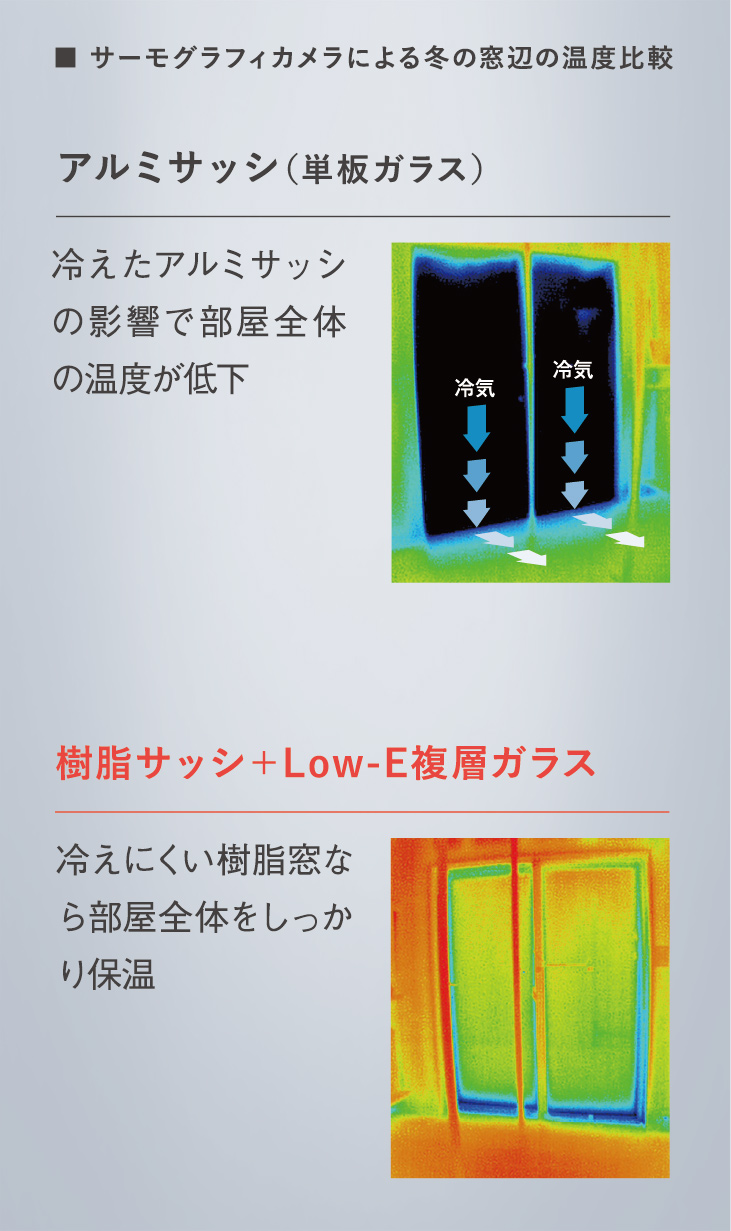 ■ サーモグラフィカメラによる冬の窓辺の温度比較
アルミサッシ（単板ガラス）
冷えたアルミサッシ
の影響で部屋全体
の温度が低下
冷気
冷気
樹脂サッシ＋Low-E複層ガラス
冷えにくい樹脂窓な
ら部屋全体をしっか
り保温